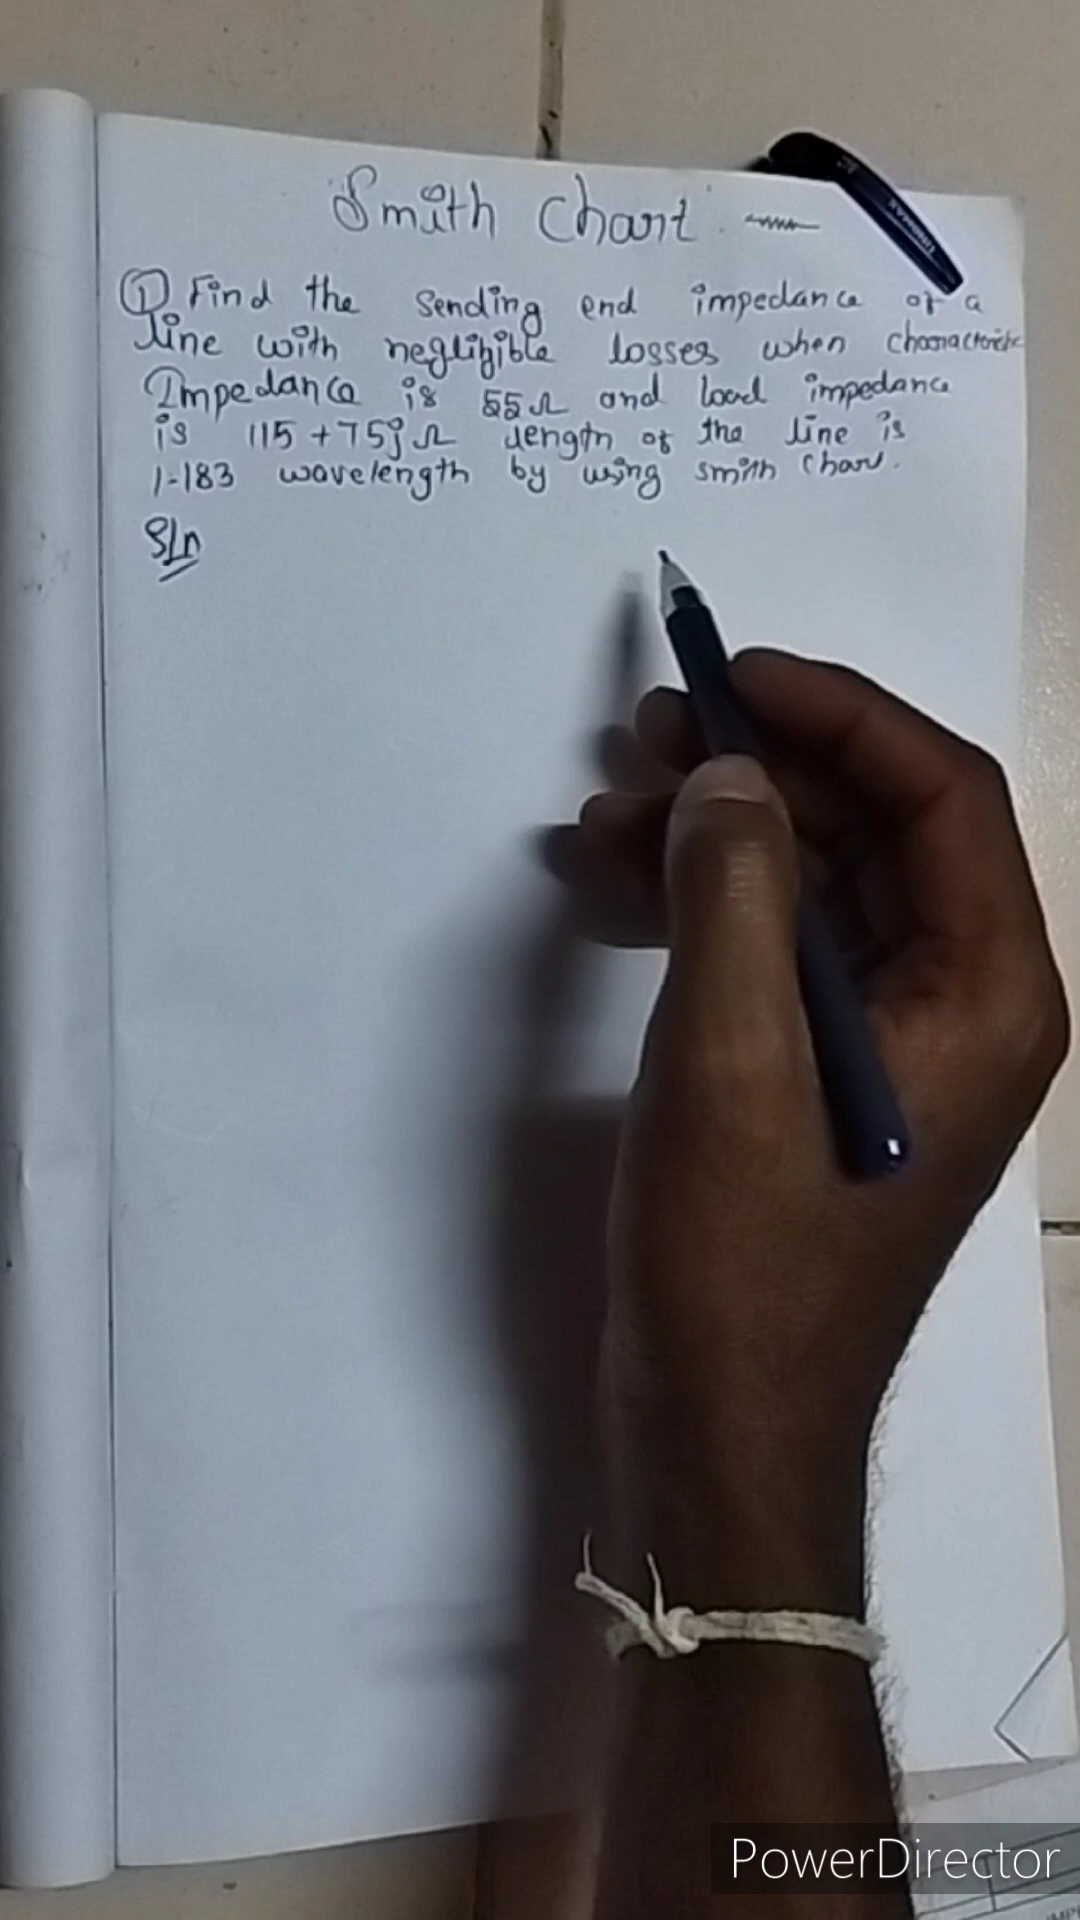 Smith Chart
① Find the sending end impedance of a
line with negligible losses when characteristic
Impedance is 55Ω and load impedance
is 115+75jΩ length of the line is
1.183 wavelength by using smith chart.
Sln
PowerDirector